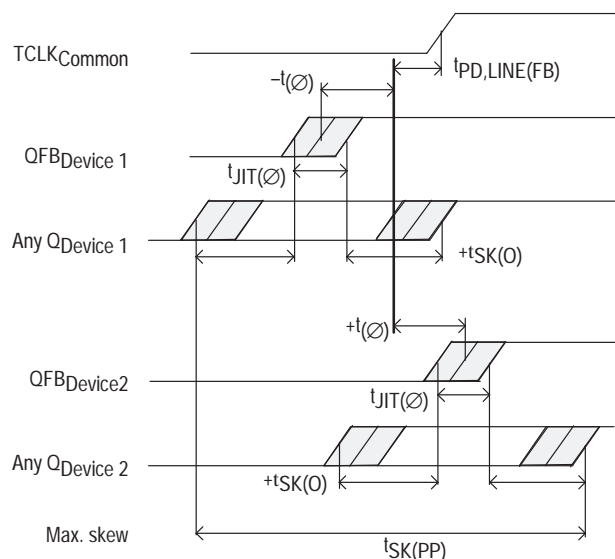 TCLKCommon
tPD,LINE(FB)
–t(∅)
QFBDevice 1
tJIT(∅)
Any QDevice 1
+tSK(O)
+t(∅)
QFBDevice2
tJIT(∅)
Any QDevice 2
+tSK(O)
Max. skew
tSK(PP)